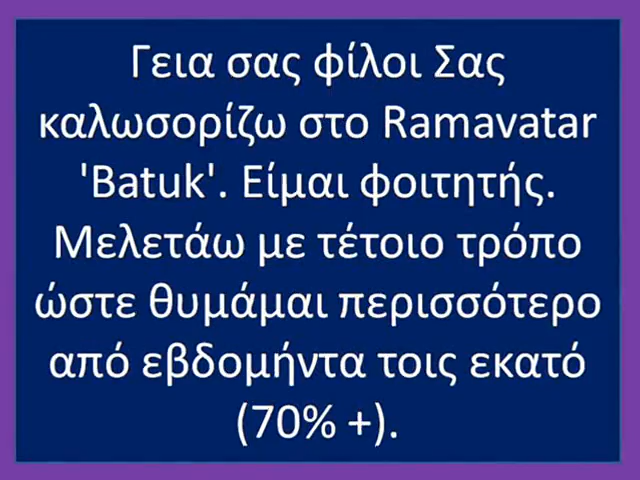 Γεια σας φίλοι Σας
καλωσορίζω στο Ramavatar
'Batuk'. Είμαι φοιτητής.
Μελετάω με τέτοιο τρόπο
ώστε θυμάμαι περισσότερο
από εβδομήντα τοις εκατό
(70% +).